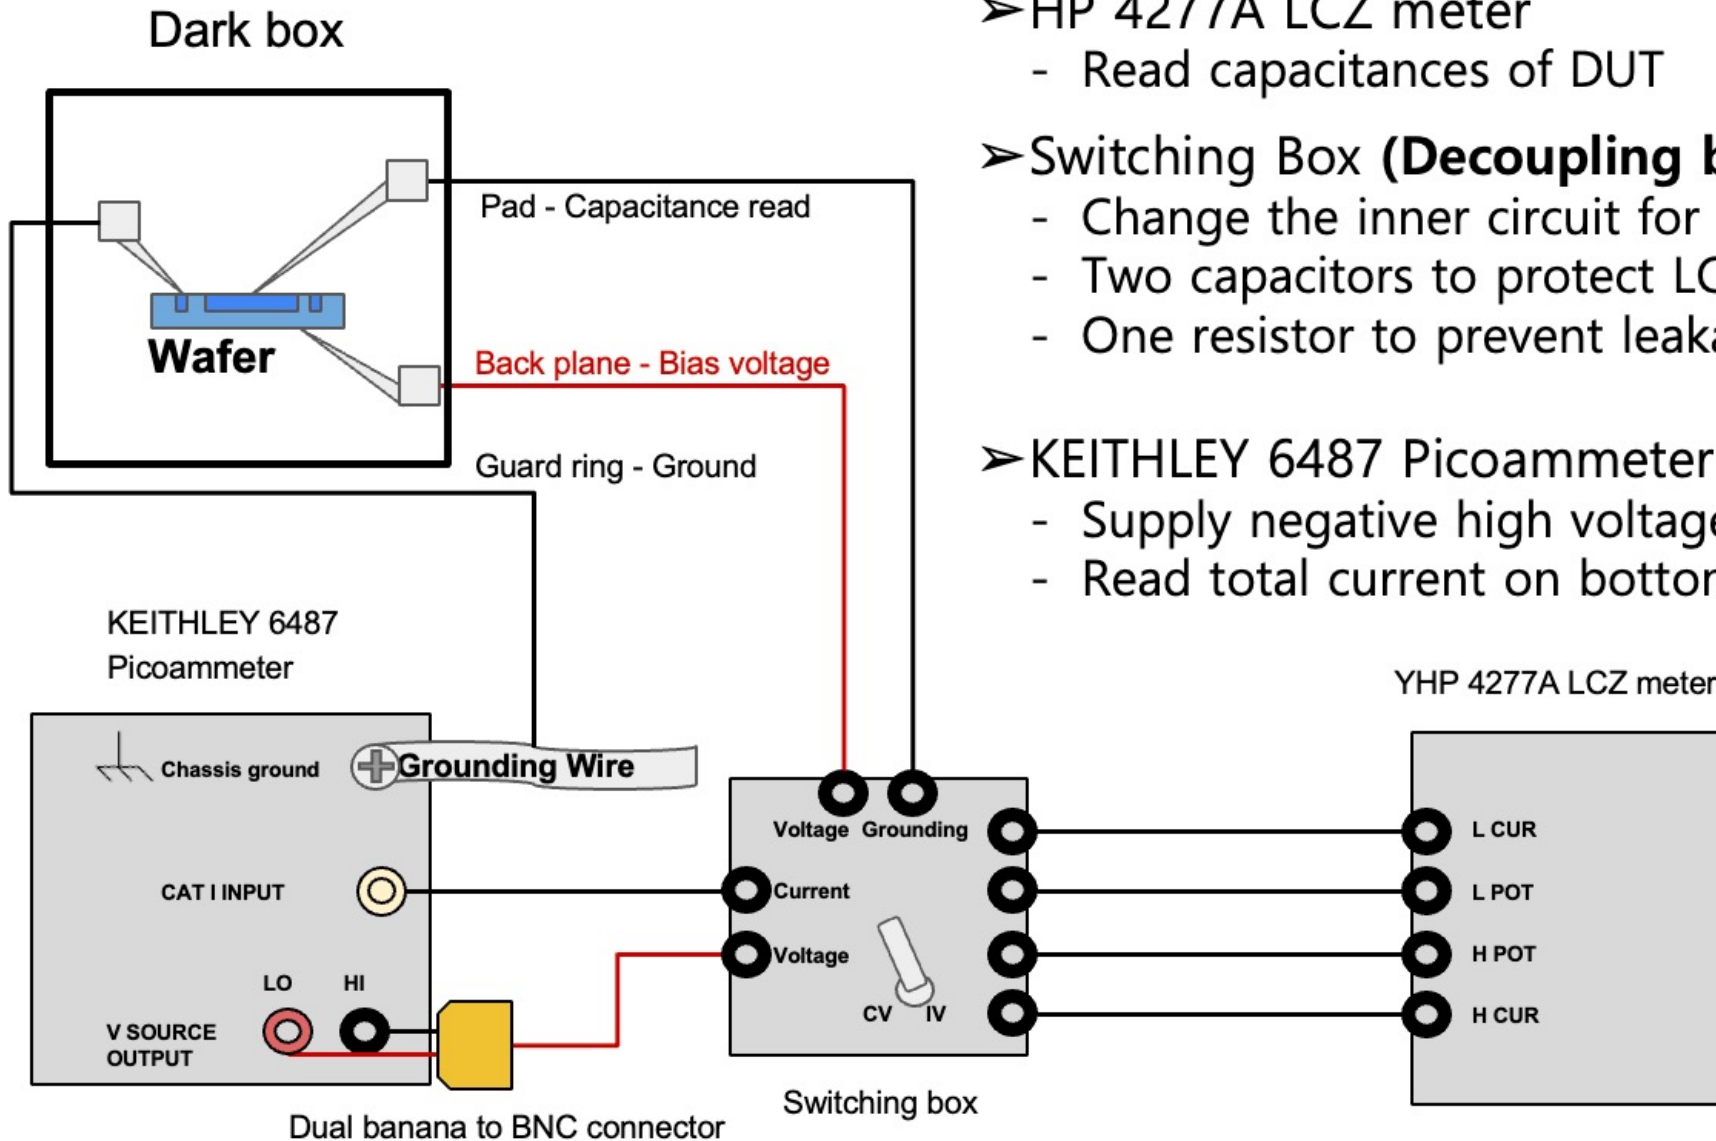 Dark box
➢HP 4277A LCZ meter
- Read capacitances of DUT
➢Switching Box (Decoupling
- Change the inner circuit for
- Two capacitors to protect
- One resistor to prevent
➢KEITHLEY 6487 Picoammeter
- Supply negative high voltage
- Read total current on
Pad - Capacitance read
Wafer
Back plane - Bias voltage
Guard ring - Ground
KEITHLEY 6487
Picoammeter
Chassis ground
Grounding Wire
CAT I INPUT
LO HI
V SOURCE
OUTPUT
Dual banana to BNC connector
Voltage Grounding
Current
Voltage
CV IV
Switching box
YHP 4277A LCZ meter
L CUR
L POT
H POT
H CUR